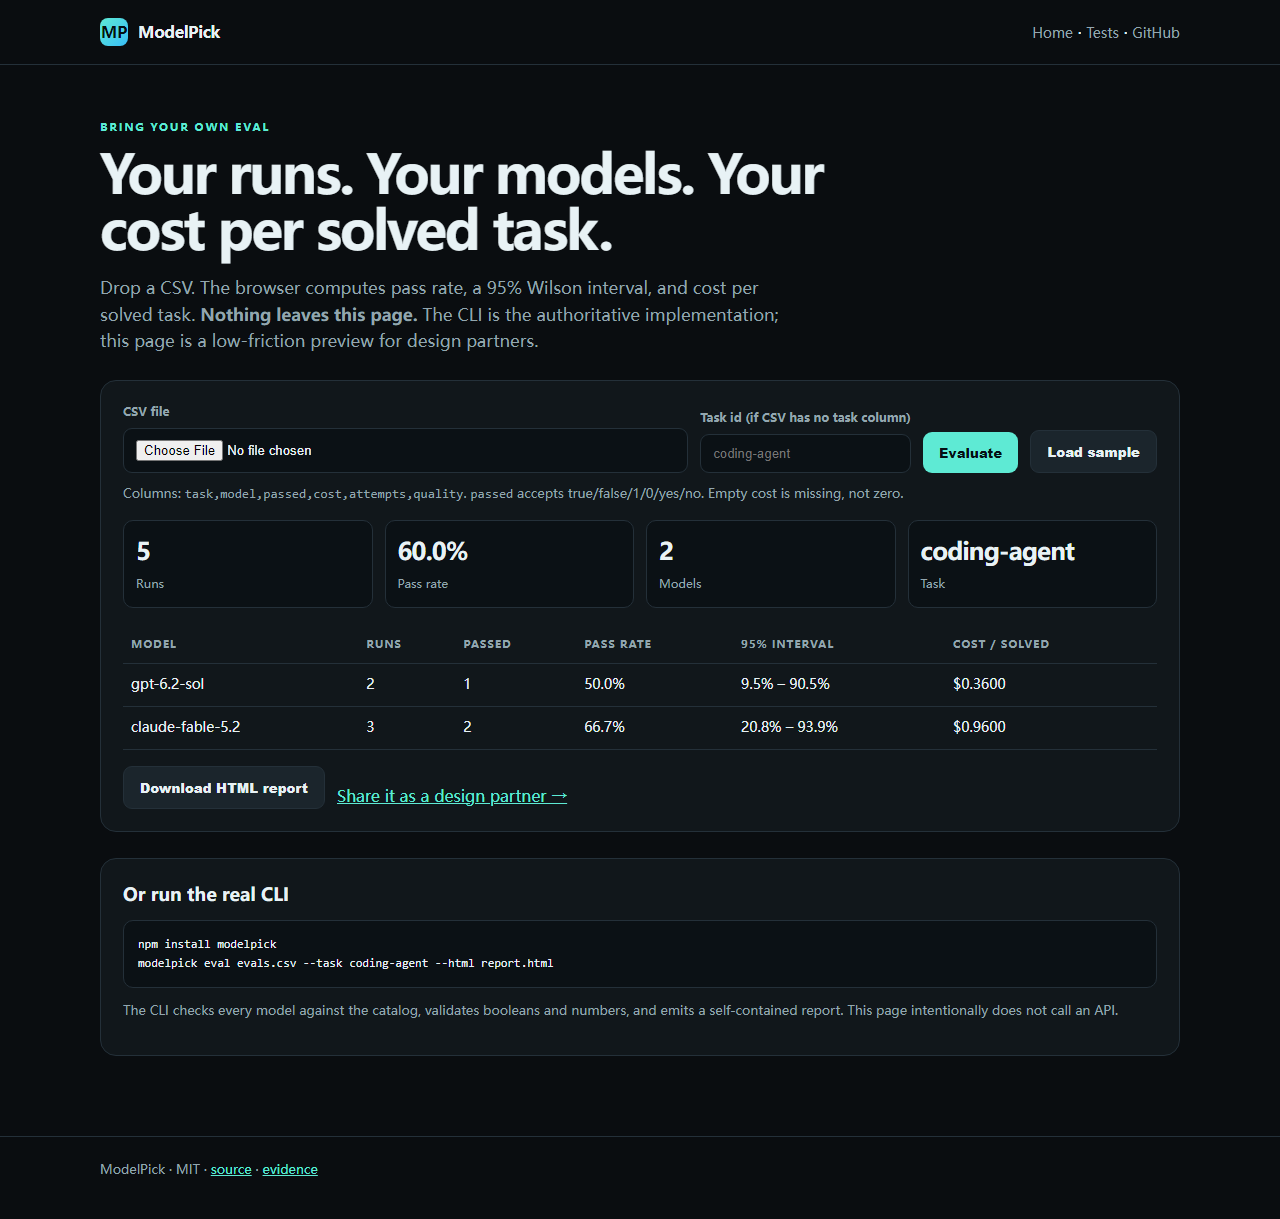 MP ModelPick
Home · Tests · GitHub
BRING YOUR OWN EVAL
Your runs. Your models. Your
cost per solved task.
Drop a CSV. The browser computes pass rate, a 95% Wilson interval, and cost per
solved task. Nothing leaves this page. The CLI is the authoritative implementation;
this page is a low-friction preview for design partners.
CSV file
Choose File No file chosen
Task id (if CSV has no task column)
coding-agent
Evaluate
Load sample
Columns: task,model,passed,cost,attempts,quality. passed accepts true/false/1/0/yes/no. Empty cost is missing, not zero.
5
Runs
60.0%
Pass rate
2
Models
coding-agent
Task
MODEL RUNS PASSED PASS RATE 95% INTERVAL COST / SOLVED
gpt-6.2-sol 2 1 50.0% 9.5% – 90.5% $0.3600
claude-fable-5.2 3 2 66.7% 20.8% – 93.9% $0.9600
Download HTML report
Share it as a design partner →
Or run the real CLI
npm install modelpick
modelpick eval evals.csv --task coding-agent --html report.html
The CLI checks every model against the catalog, validates booleans and numbers, and emits a self-contained report. This page intentionally does not call an API.
ModelPick · MIT · source · evidence